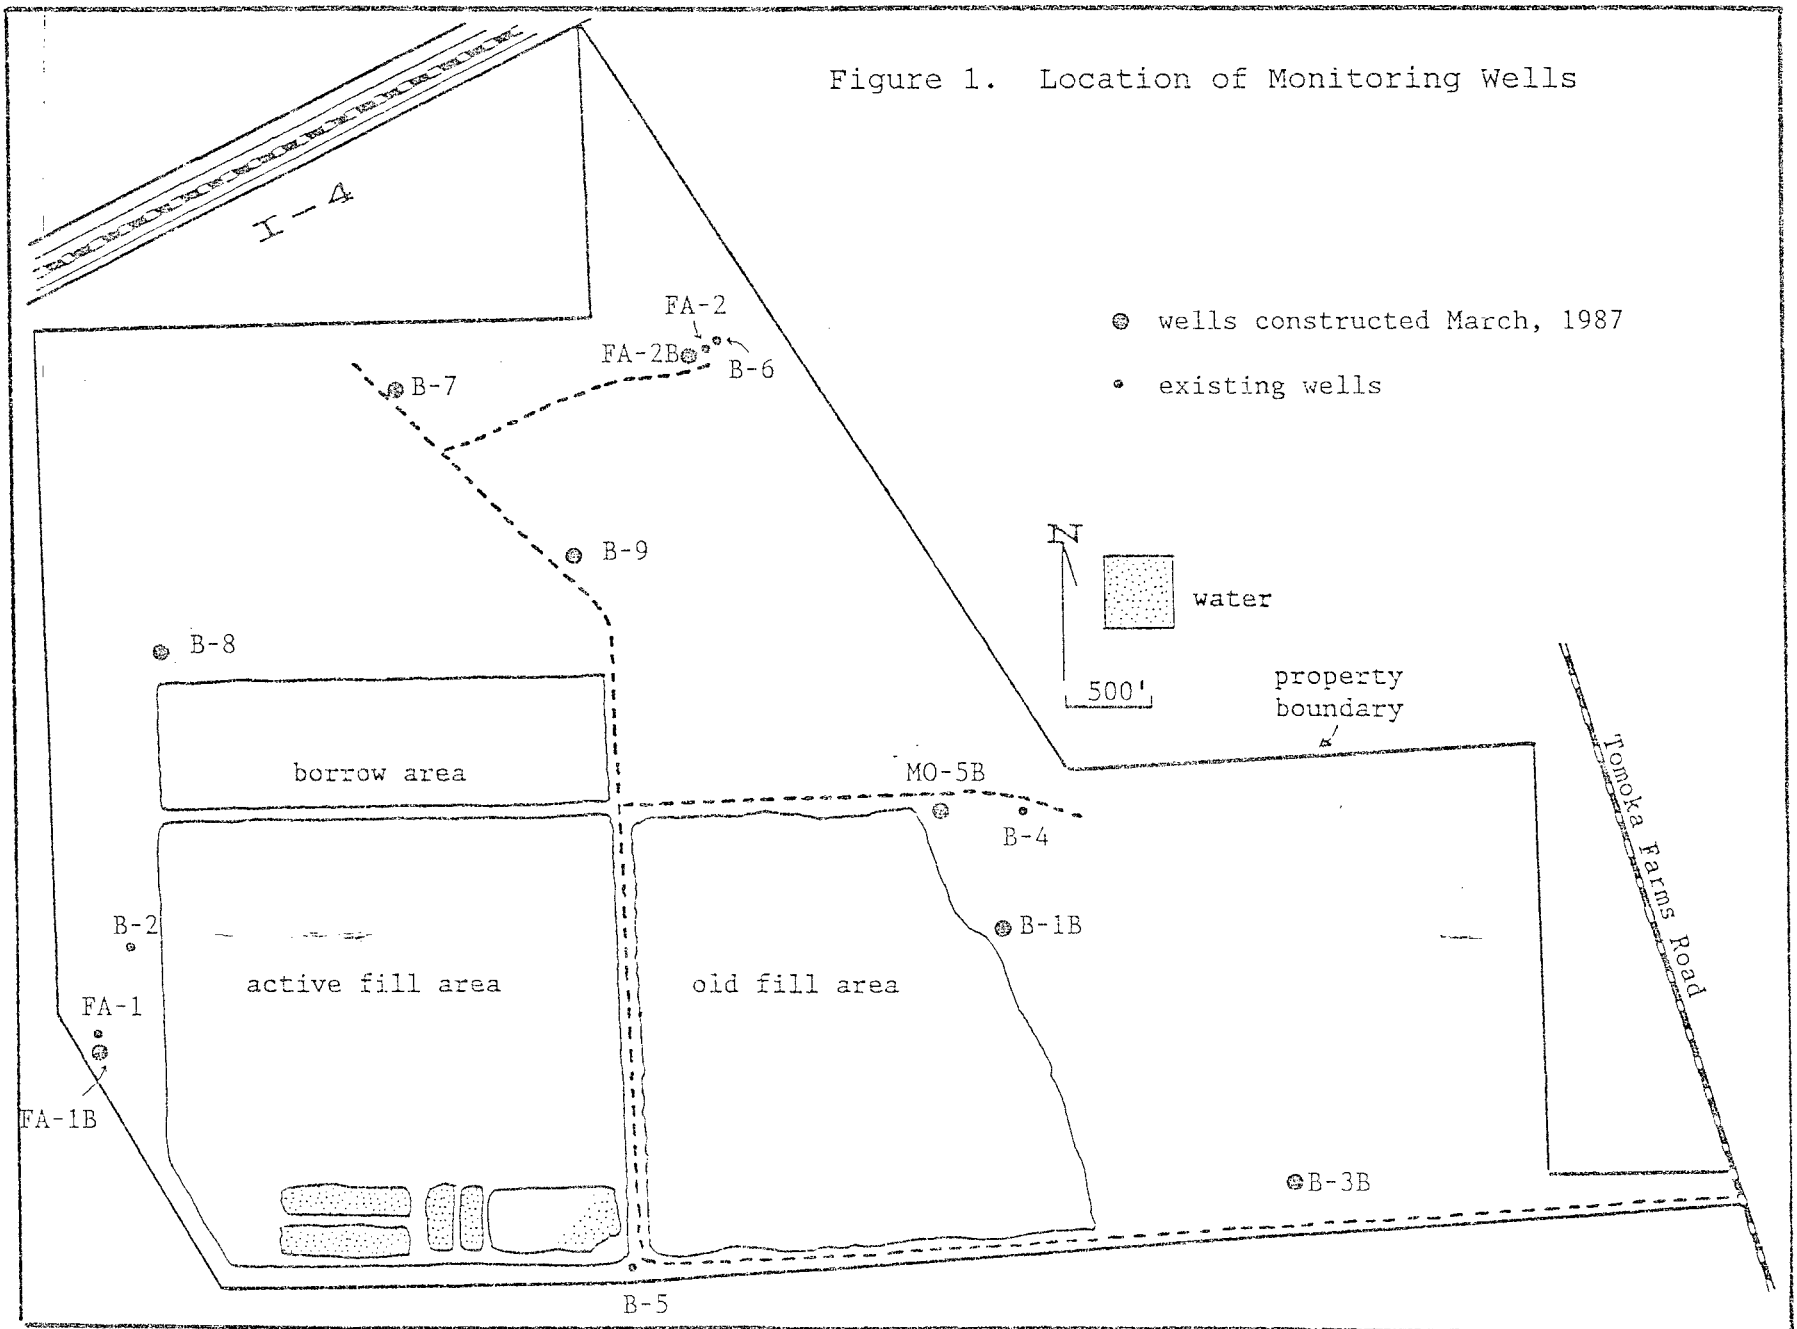 Figure 1. Location of Monitoring Wells
I-4
FA-2
wells constructed March, 1987
FA-2B
B-6
B-7
existing wells
N
B-9
water
B-8
500'
property
boundary
Tomoka Farms Road
borrow area
MO-5B
B-4
B-2
B-1B
active fill area
old fill area
FA-1
FA-1B
B-3B
B-5